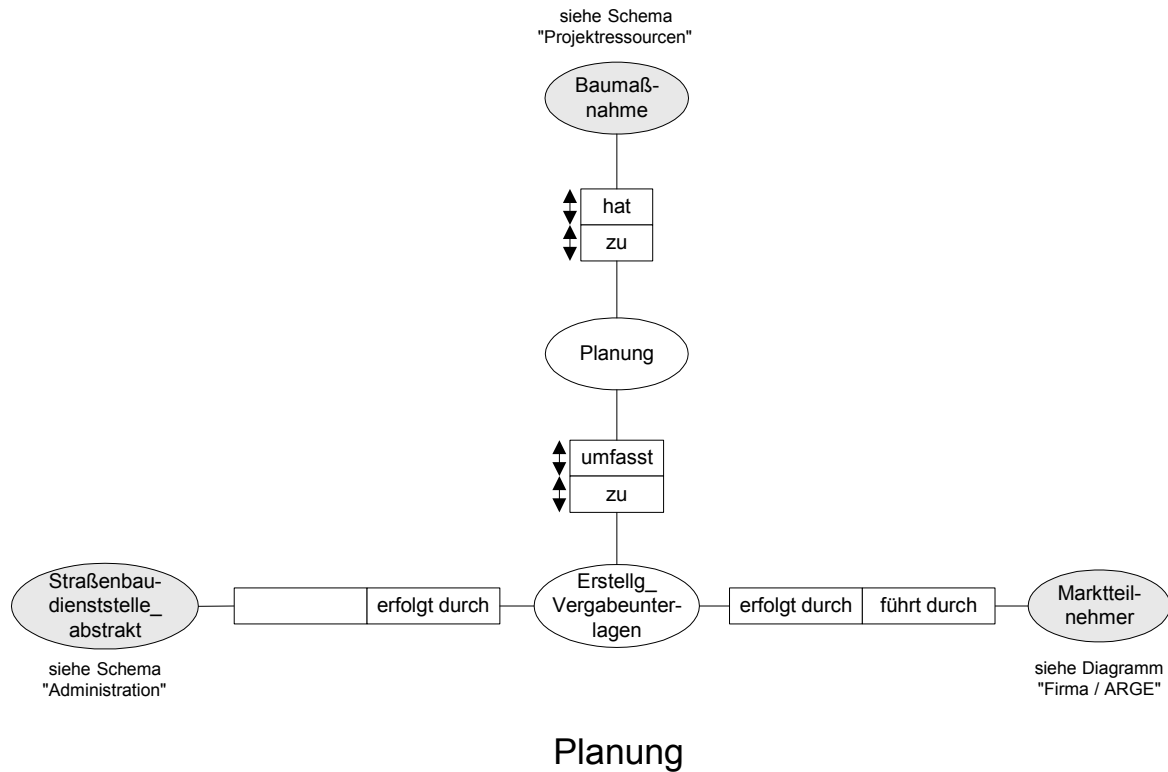 siehe Schema
"Projektressourcen"
Baumaß-
nahme
hat
zu
Planung
umfasst
zu
Straßenbau-
dienststelle_
abstrakt
erfolgt durch
Erstellg_
Vergabeunter-
lagen
erfolgt durch
führt durch
Marktteil-
nehmer
siehe Schema
"Administration"
siehe Diagramm
"Firma / ARGE"
Planung